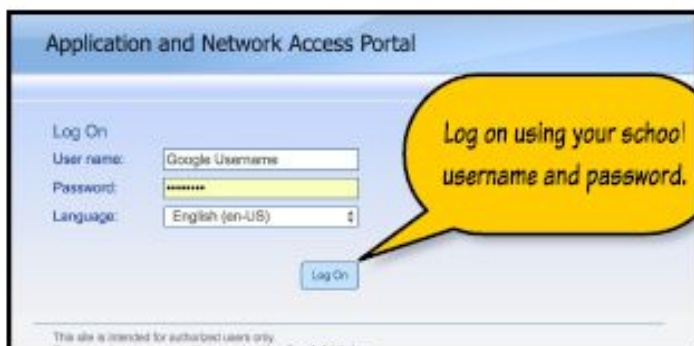 Application and Network Access Portal
Log On
User name: Google Username
Password: ••••••••
Language: English (en-US)
Log On
Log on using your school
username and password.
This site is intended for authorized users only.